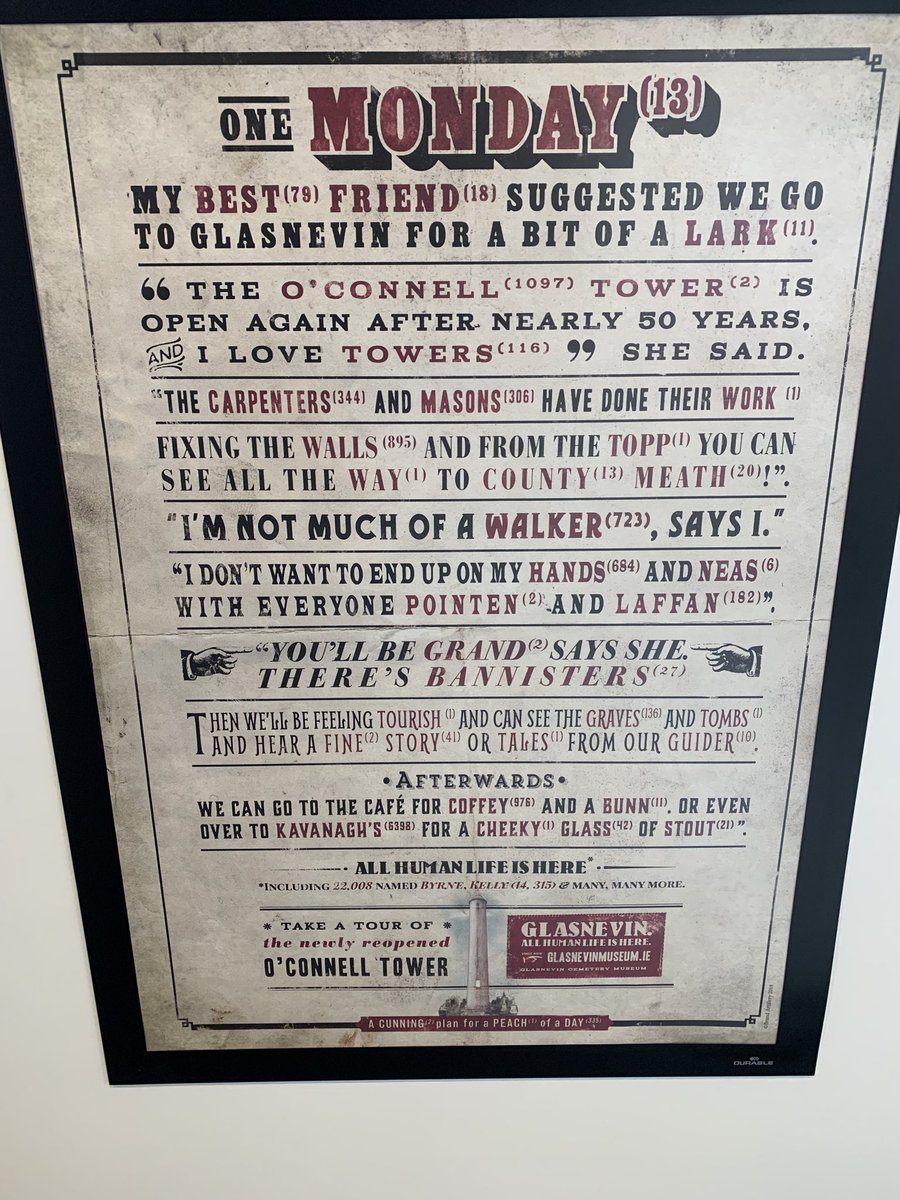 ONE MONDAY(13)
MY BEST(79) FRIEND(18) SUGGESTED WE GO
TO GLASNEVIN FOR A BIT OF A LARK(11).
“ THE O'CONNELL(1097) TOWER(2) IS
OPEN AGAIN AFTER NEARLY 50 YEARS,
AND I LOVE TOWERS(116) ” SHE SAID.
“THE CARPENTERS(344) AND MASONS(306) HAVE DONE THEIR WORK (1)
FIXING THE WALLS(895) AND FROM THE TOPP(1) YOU CAN
SEE ALL THE WAY(1) TO COUNTY(13) MEATH(20)!”.
“I'M NOT MUCH OF A WALKER(723), SAYS I.”
“I DON'T WANT TO END UP ON MY HANDS(684) AND NEAS(6)
WITH EVERYONE POINTEN(2) AND LAFFAN(182)”.
“YOU'LL BE GRAND(2) SAYS SHE.
THERE'S BANNISTERS(27)
THEN WE'LL BE FEELING TOURISH(1) AND CAN SEE THE GRAVES(136) AND TOMBS(1)
AND HEAR A FINE(2) STORY(41) OR TALES(1) FROM OUR GUIDER(10).
•AFTERWARDS•
WE CAN GO TO THE CAFÉ FOR COFFEY(976) AND A BUNN(11). OR EVEN
OVER TO KAVANAGH'S(6398) FOR A CHEEKY(1) GLASS(42) OF STOUT(21)”.
ALL HUMAN LIFE IS HERE*
*INCLUDING 22,008 NAMED BYRNE, KELLY (14, 315) & MANY, MANY MORE.
* TAKE A TOUR OF *
the newly reopened
O'CONNELL TOWER
GLASNEVIN.
ALL HUMAN LIFE IS HERE.
GLASNEVINMUSEUM.IE
GLASNEVIN CEMETERY MUSEUM
A CUNNING(2) plan for a PEACH(1) of a DAY(335)
DURABLE